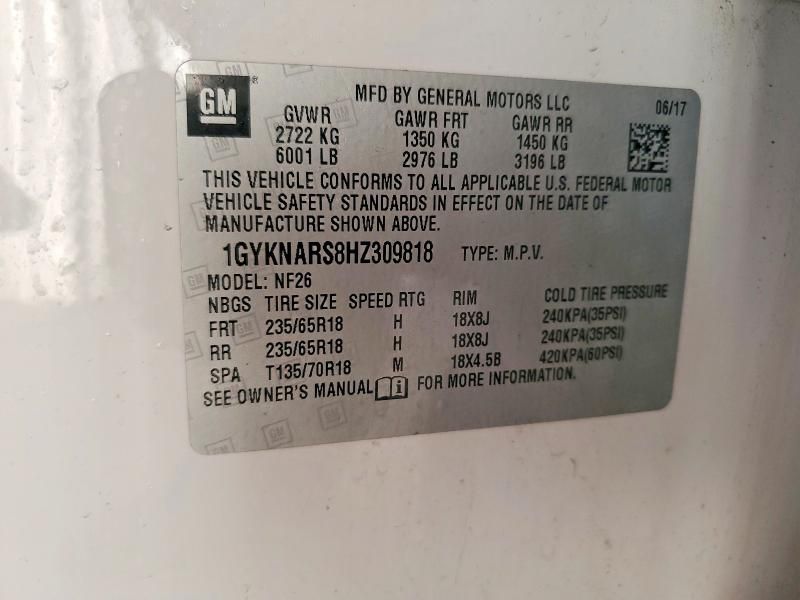 GM
MFD BY GENERAL MOTORS LLC 06/17
GVWR GAWR FRT GAWR RR
2722 KG 1350 KG 1450 KG
6001 LB 2976 LB 3196 LB
THIS VEHICLE CONFORMS TO ALL APPLICABLE U.S. FEDERAL MOTOR
VEHICLE SAFETY STANDARDS IN EFFECT ON THE DATE OF
MANUFACTURE SHOWN ABOVE.
1GYKNARS8HZ309818 TYPE: M.P.V.
MODEL: NF26
NBGS TIRE SIZE SPEED RTG RIM COLD TIRE PRESSURE
FRT 235/65R18 H 18X8J 240KPA(35PSI)
RR 235/65R18 H 18X8J 240KPA(35PSI)
SPA T135/70R18 M 18X4.5B 420KPA(60PSI)
SEE OWNER'S MANUAL FOR MORE INFORMATION.